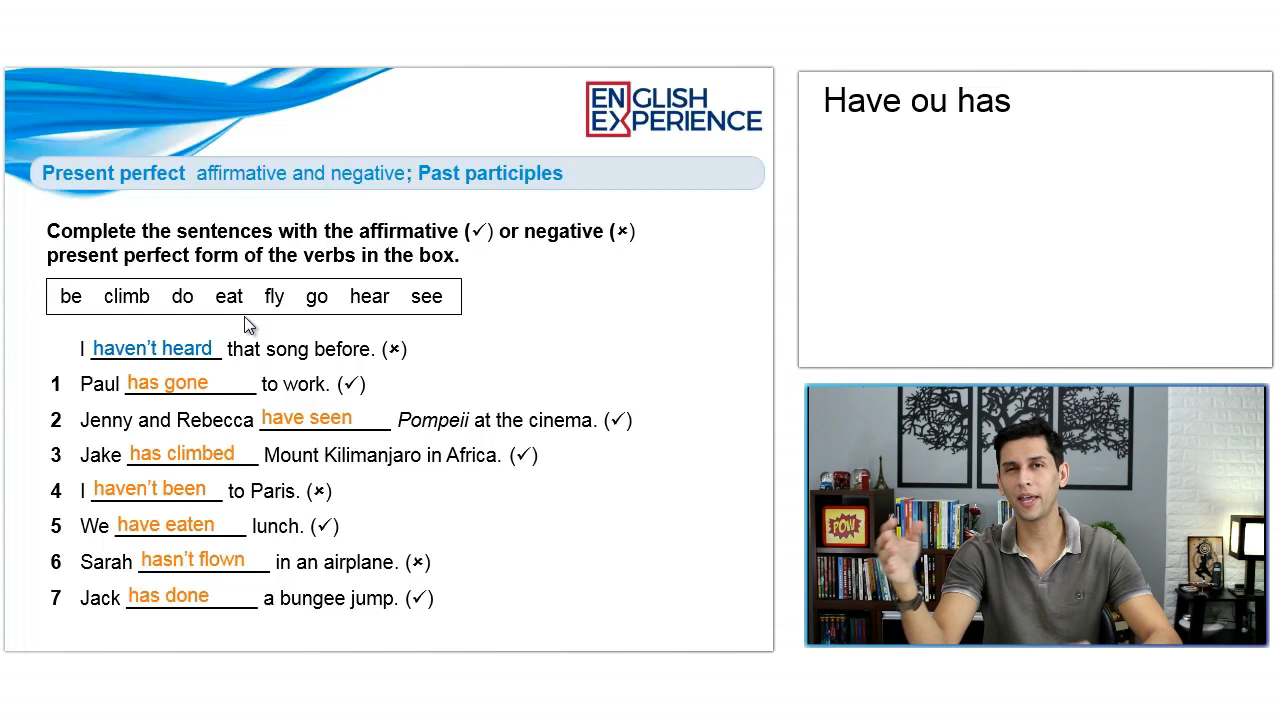 ENGLISH
EXPERIENCE
Present perfect affirmative and negative; Past participles
Complete the sentences with the affirmative (✓) or negative (×)
present perfect form of the verbs in the box.
be climb do eat fly go hear see
I haven't heard that song before. (×)
1 Paul has gone to work. (✓)
2 Jenny and Rebecca have seen Pompeii at the cinema. (✓)
3 Jake has climbed Mount Kilimanjaro in Africa. (✓)
4 I haven't been to Paris. (×)
5 We have eaten lunch. (✓)
6 Sarah hasn't flown in an airplane. (×)
7 Jack has done a bungee jump. (✓)
Have ou has
POW